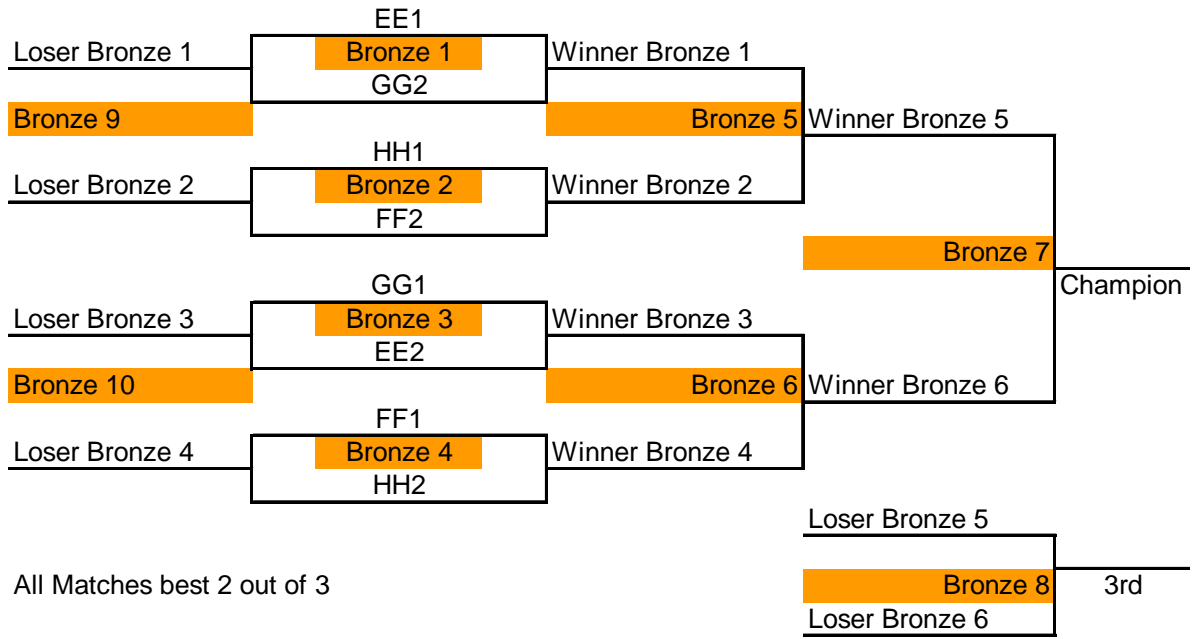 EE1
Loser Bronze 1 Bronze 1 Winner Bronze 1
GG2
Bronze 9 Bronze 5 Winner Bronze 5
HH1
Loser Bronze 2 Bronze 2 Winner Bronze 2
FF2
Bronze 7
GG1 Champion
Loser Bronze 3 Bronze 3 Winner Bronze 3
EE2
Bronze 10 Bronze 6 Winner Bronze 6
FF1
Loser Bronze 4 Bronze 4 Winner Bronze 4
HH2
Loser Bronze 5
All Matches best 2 out of 3 Bronze 8 3rd
Loser Bronze 6